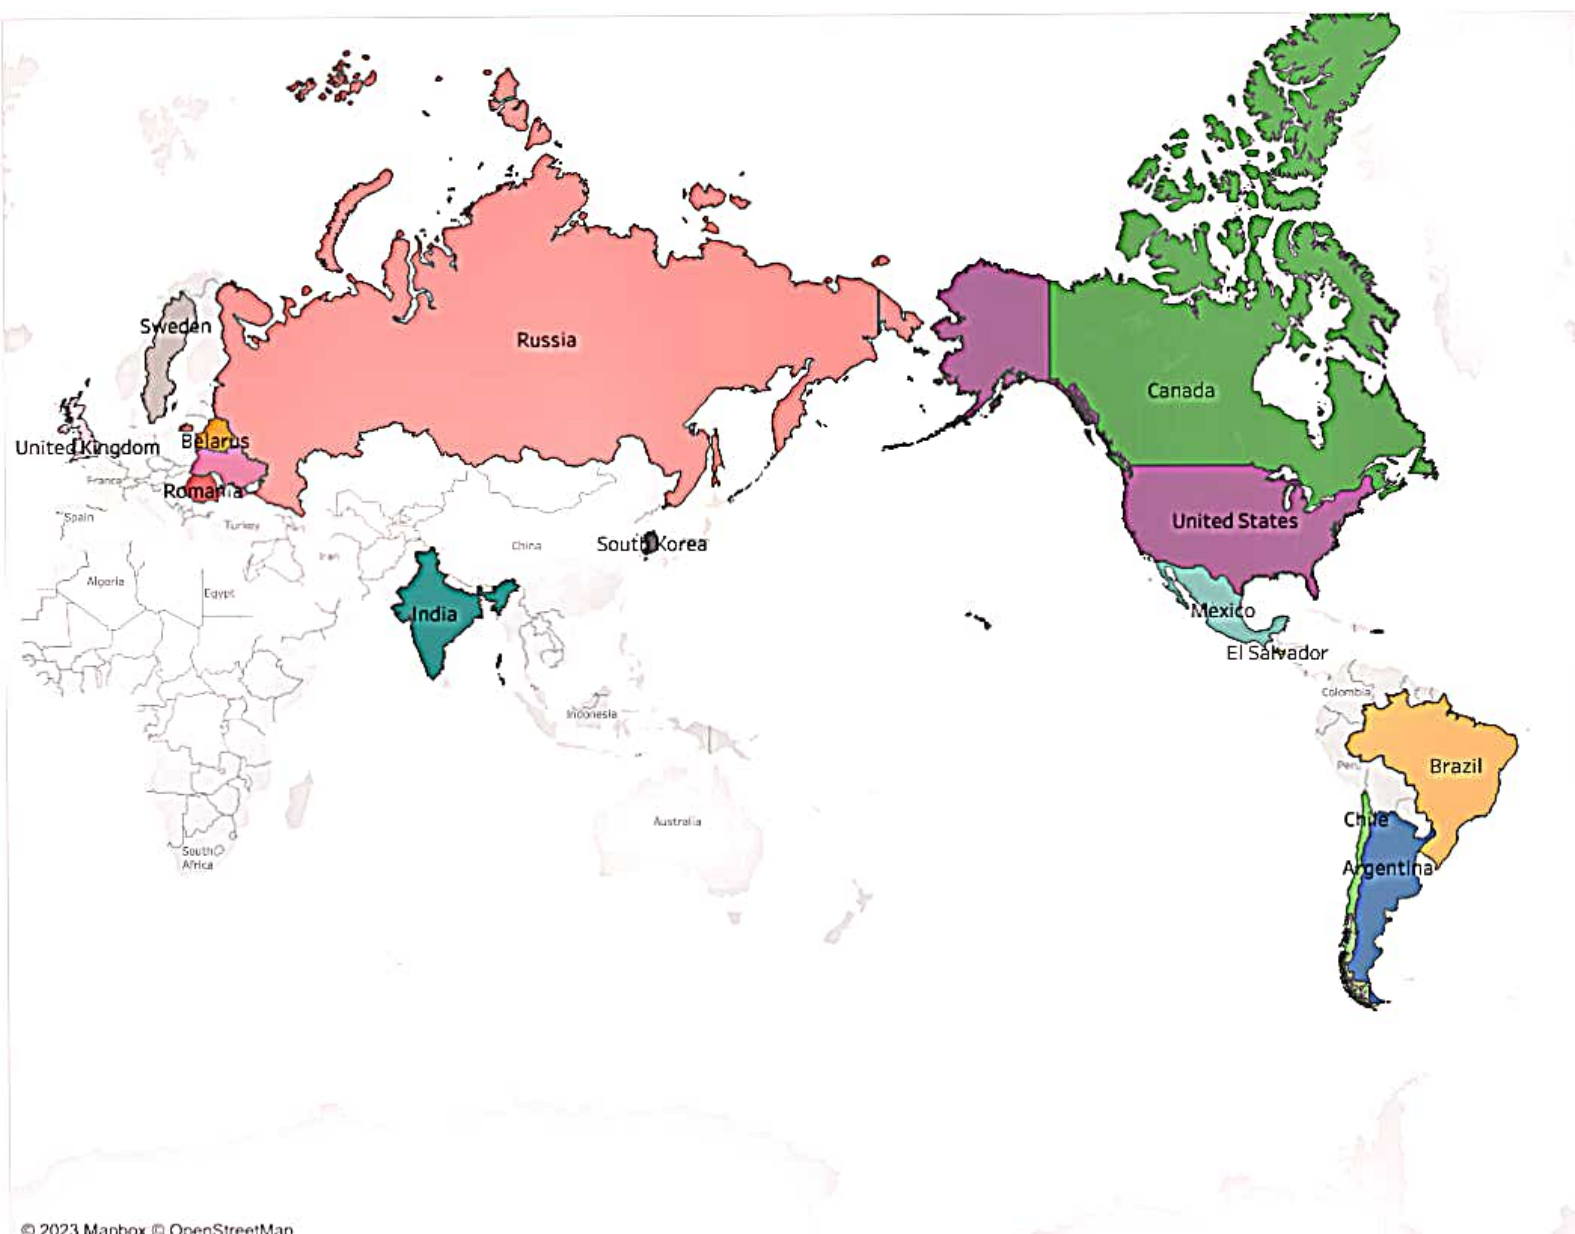 Sweden
Russia
Canada
United Kingdom
Belarus
France
Romania
Spain
Turkey
United States
South Korea
China
Iran
Algeria
Egypt
India
Mexico
El Salvador
Colombia
Indonesia
Brazil
Peru
Australia
Chile
Argentina
South
Africa
© 2023 Mapbox © OpenStreetMap